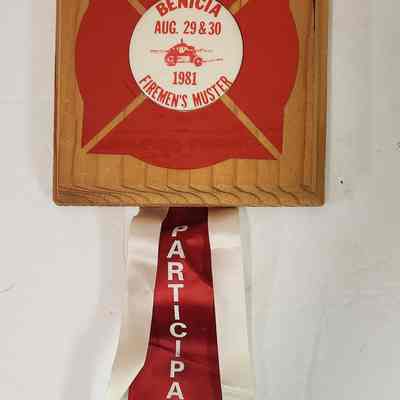 BENICIA
AUG. 29 & 30
1981
FIREMEN'S MUSTER
PARTICIPA